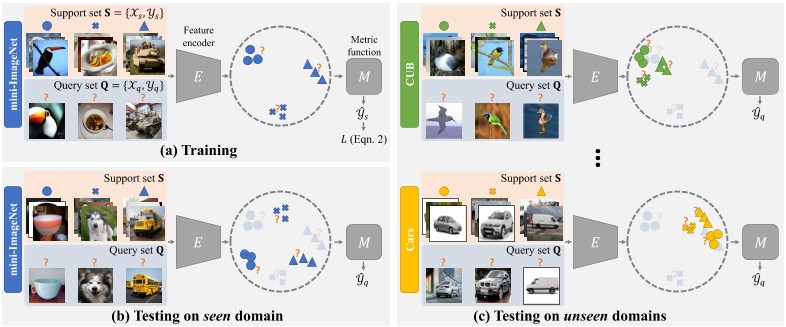 mini-ImageNet
Support set S = {𝒳s, 𝒴s}
Query set Q = {𝒳q, 𝒴q}
? ? ?
Feature
encoder
E
?
?
?
Metric
function
M
ŷs
L (Eqn. 2)
(a) Training
mini-ImageNet
Support set S
Query set Q
? ? ?
E
?
?
?
?
?
?
M
ŷq
(b) Testing on seen domain
CUB
Support set S
Query set Q
? ? ?
E
?
?
?
?
?
?
M
ŷq
Cars
Support set S
Query set Q
? ? ?
E
?
?
?
?
?
?
M
ŷq
(c) Testing on unseen domains